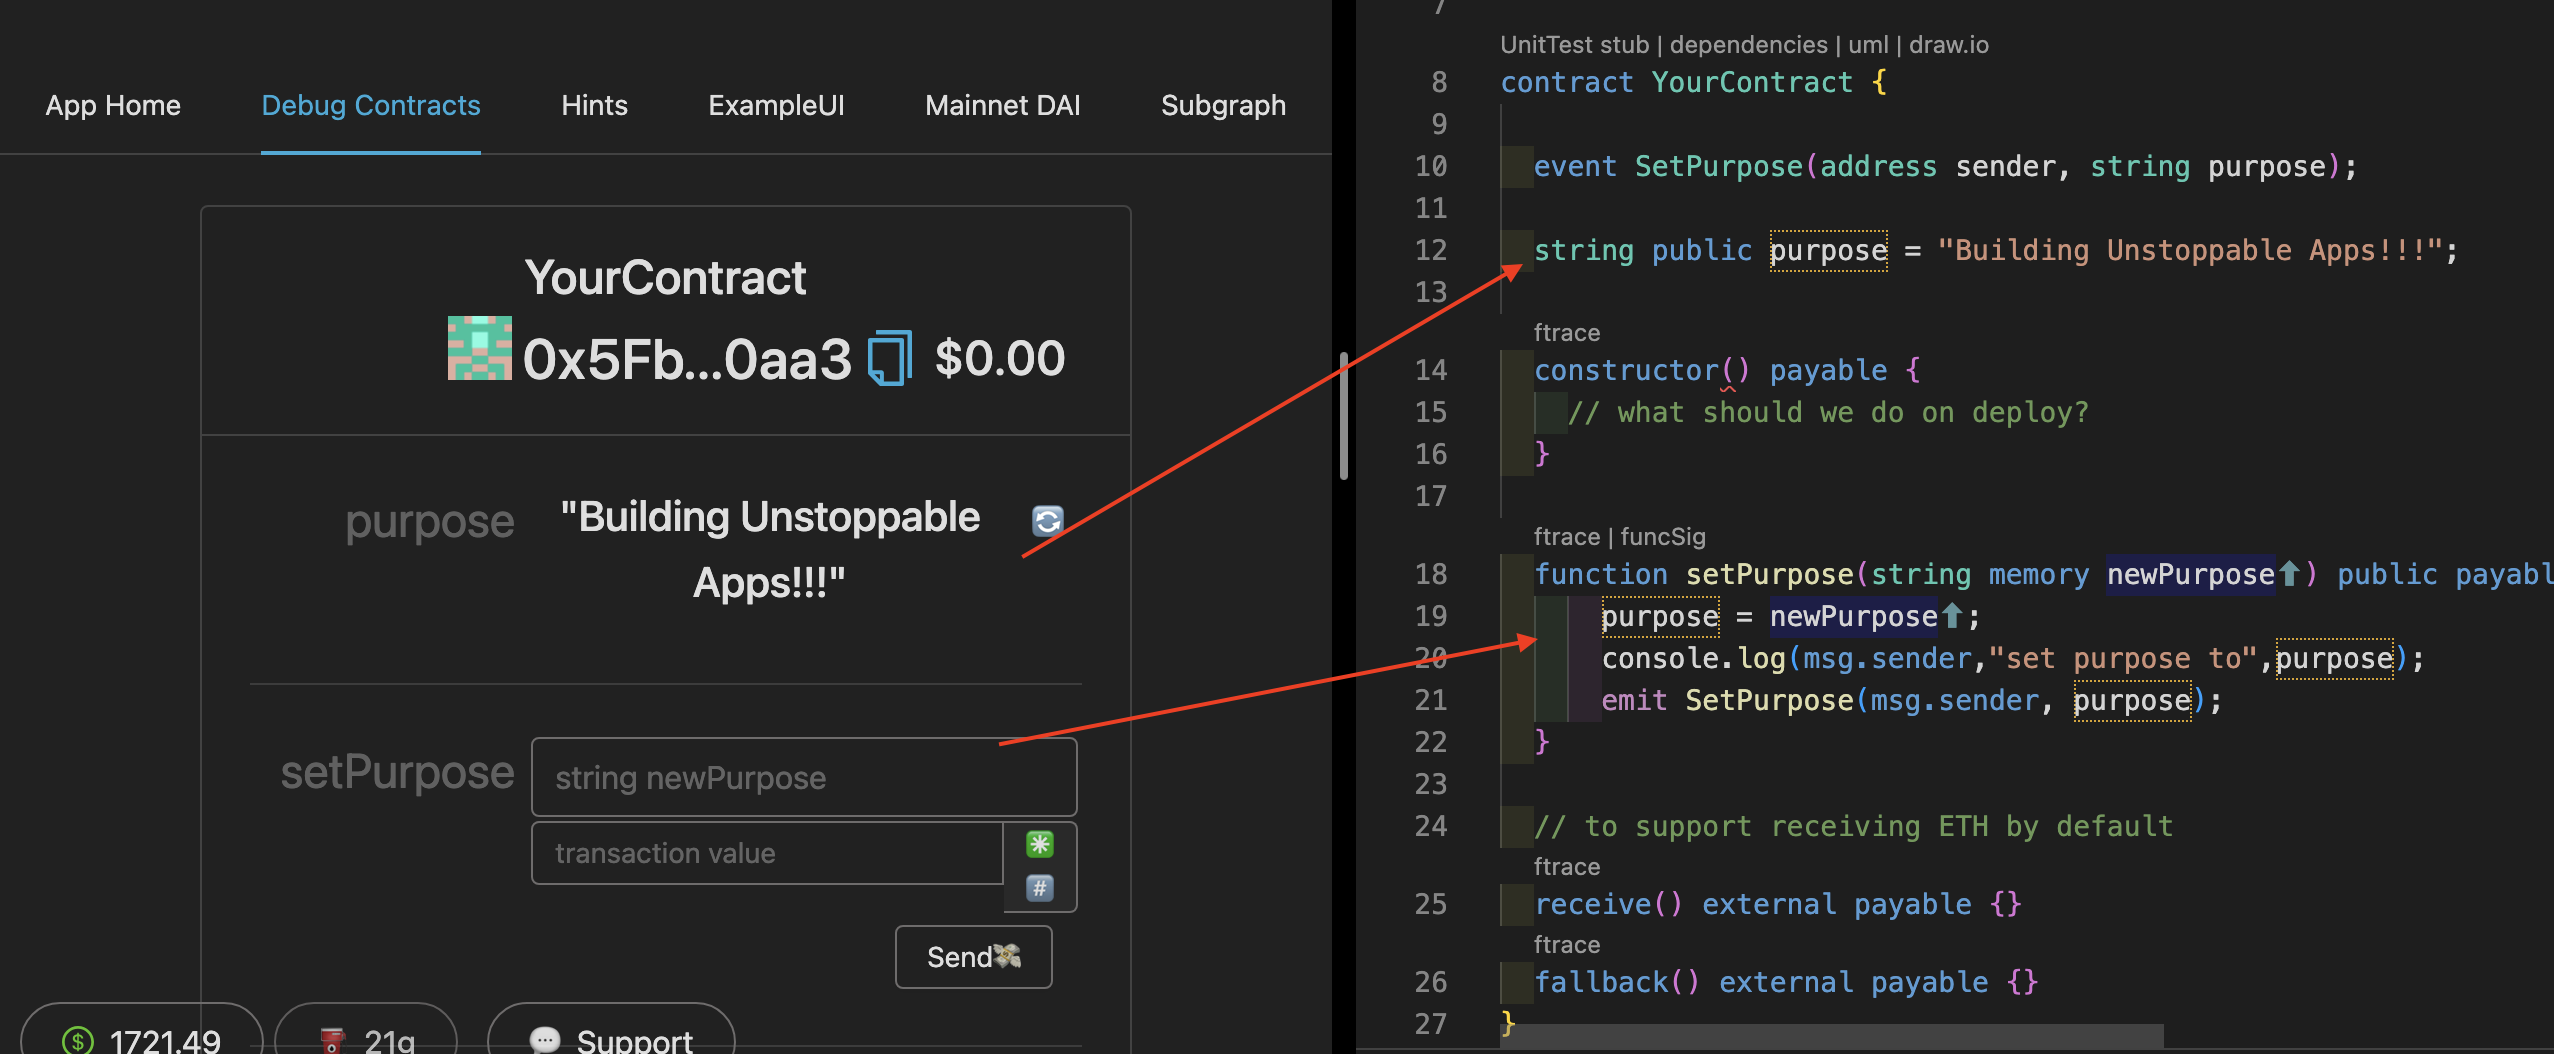 App Home Debug Contracts Hints ExampleUI Mainnet DAI Subgraph
YourContract
0x5Fb...0aa3 $0.00
purpose "Building Unstoppable
Apps!!!"
setPurpose string newPurpose
transaction value
#
Send
1721.49 21g Support
7
UnitTest stub | dependencies | uml | draw.io
8 contract YourContract {
9
10 event SetPurpose(address sender, string purpose);
11
12 string public purpose = "Building Unstoppable Apps!!!";
13
ftrace
14 constructor() payable {
15 // what should we do on deploy?
16 }
17
ftrace | funcSig
18 function setPurpose(string memory newPurpose⬆) public payabl
19 purpose = newPurpose⬆;
20 console.log(msg.sender,"set purpose to",purpose);
21 emit SetPurpose(msg.sender, purpose);
22 }
23
24 // to support receiving ETH by default
ftrace
25 receive() external payable {}
ftrace
26 fallback() external payable {}
27 }